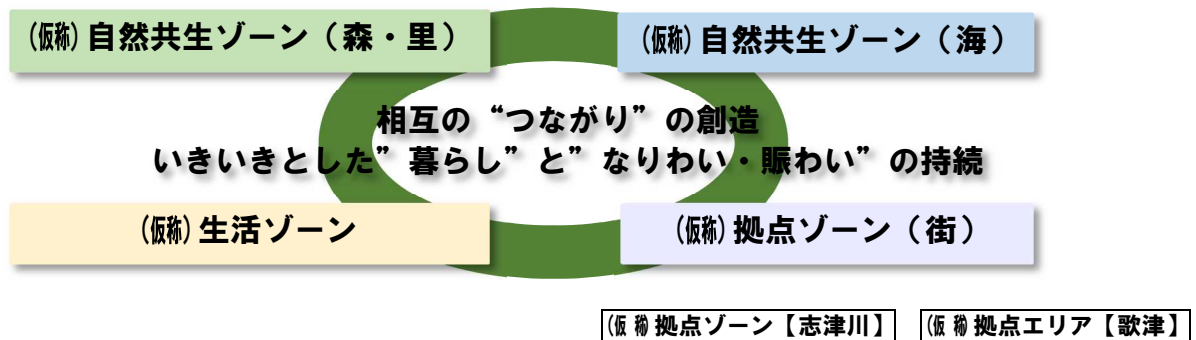 (仮称)自然共生ゾーン（森・里）
(仮称)自然共生ゾーン（海）
相互の“つながり”の創造
いきいきとした”暮らし”と”なりわい・賑わい”の持続
(仮称)生活ゾーン
(仮称)拠点ゾーン（街）
(仮称)拠点ゾーン【志津川】
(仮称)拠点エリア【歌津】